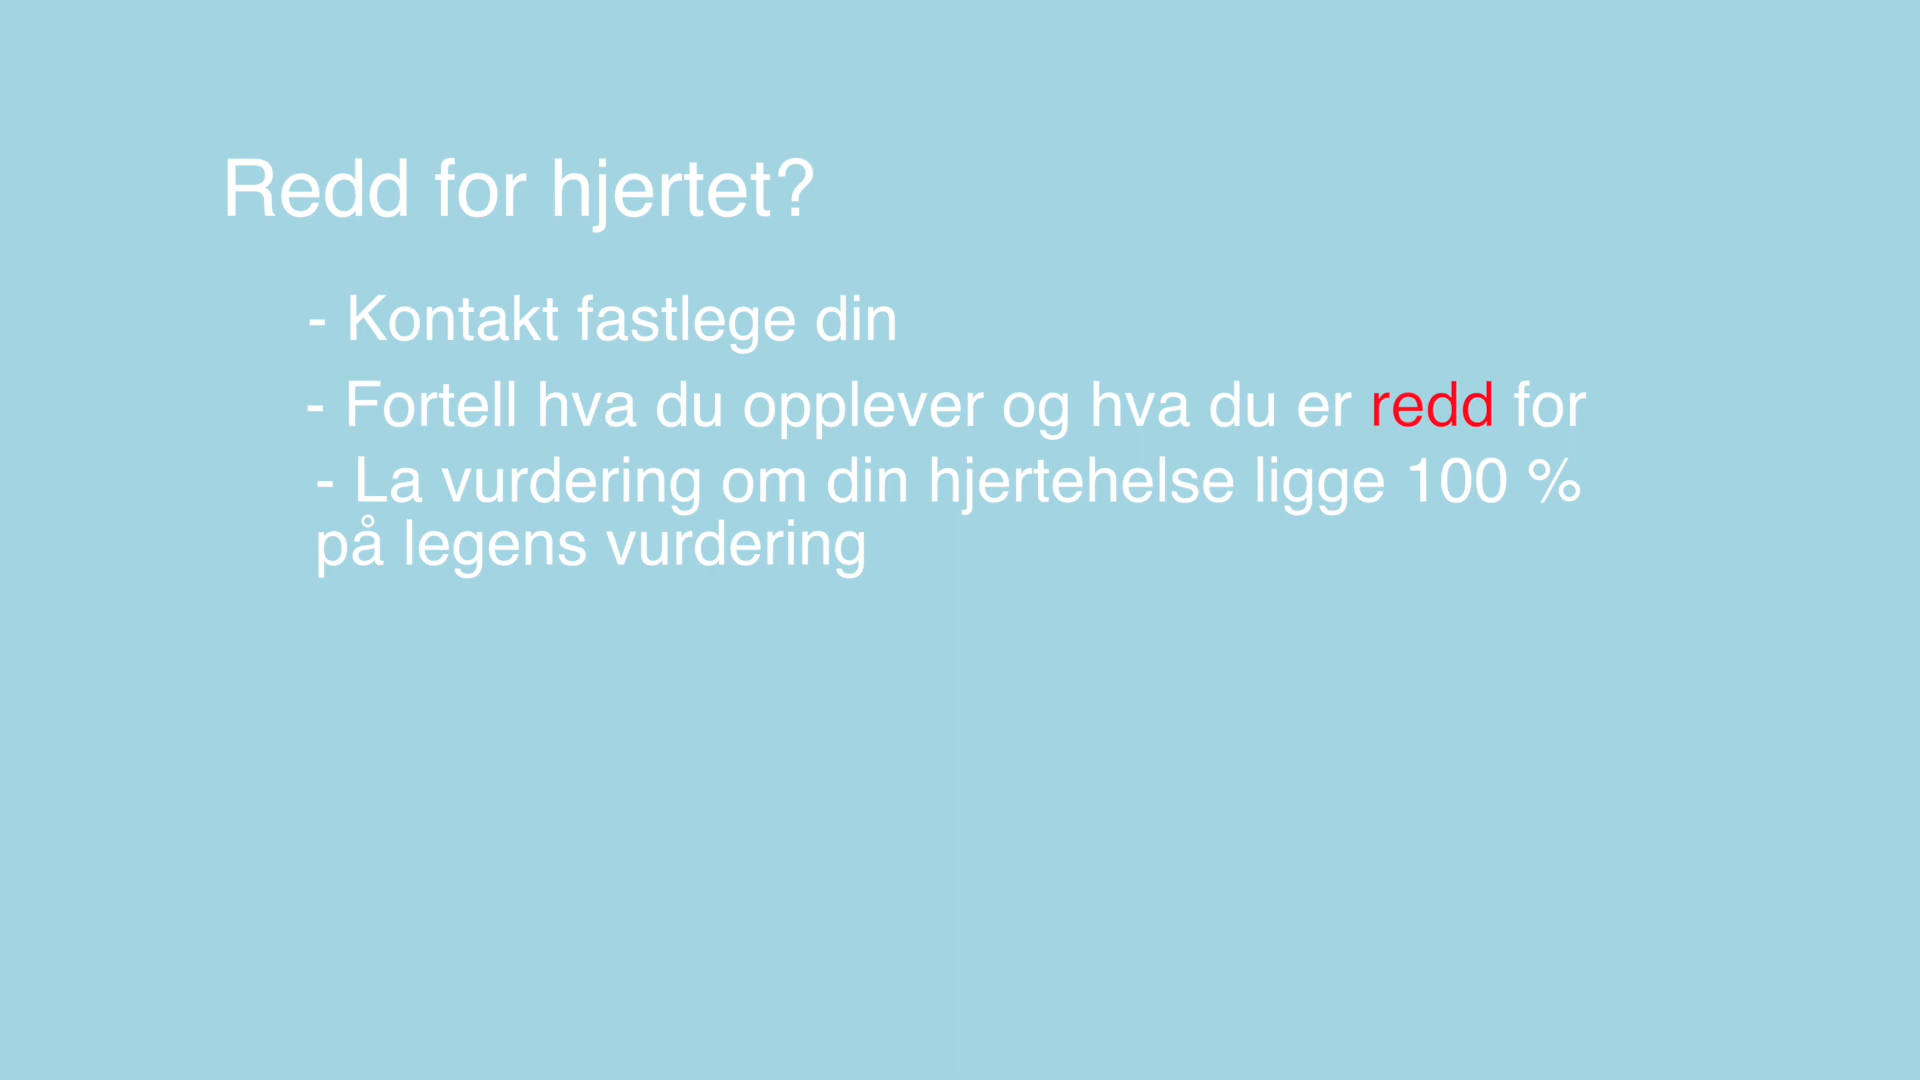 Redd for hjertet?
- Kontakt fastlege din
- Fortell hva du opplever og hva du er redd for
- La vurdering om din hjertehelse ligge 100 %
på legens vurdering